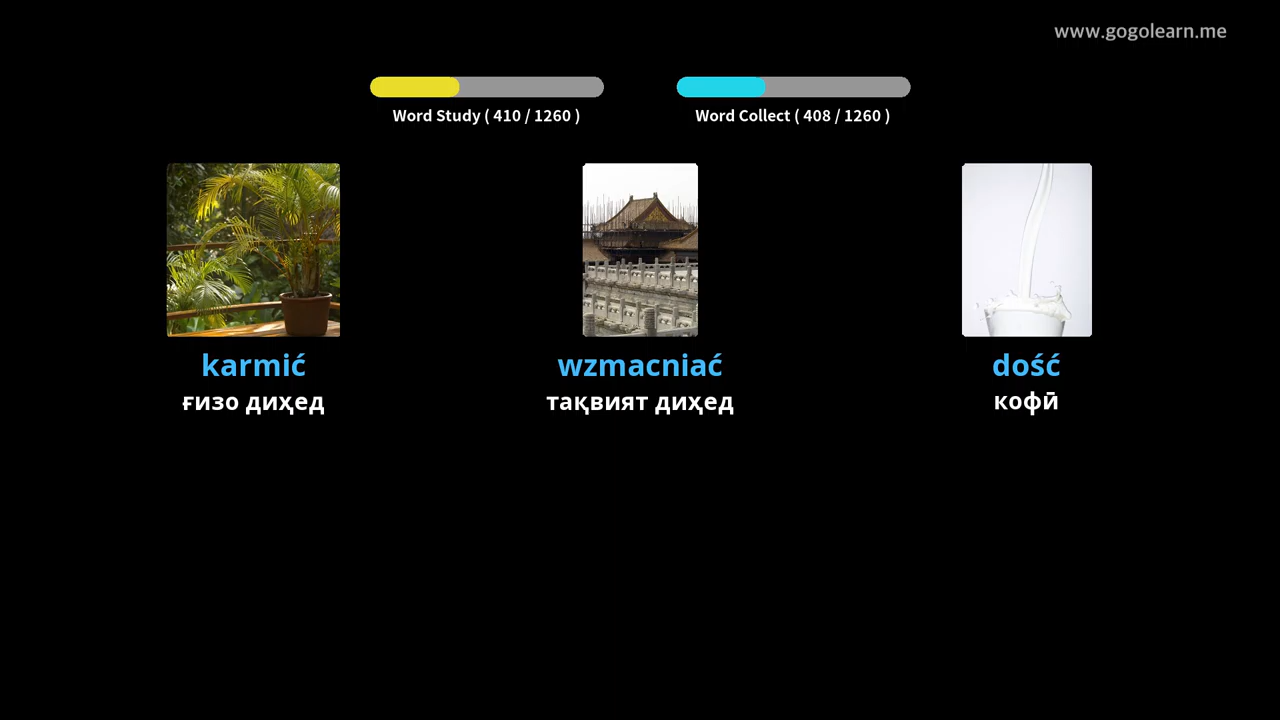 www.gogolearn.me
Word Study ( 410 / 1260 )
Word Collect ( 408 / 1260 )
karmić
wzmacniać
dość
ғизо диҳед
тақвият диҳед
кофӣ